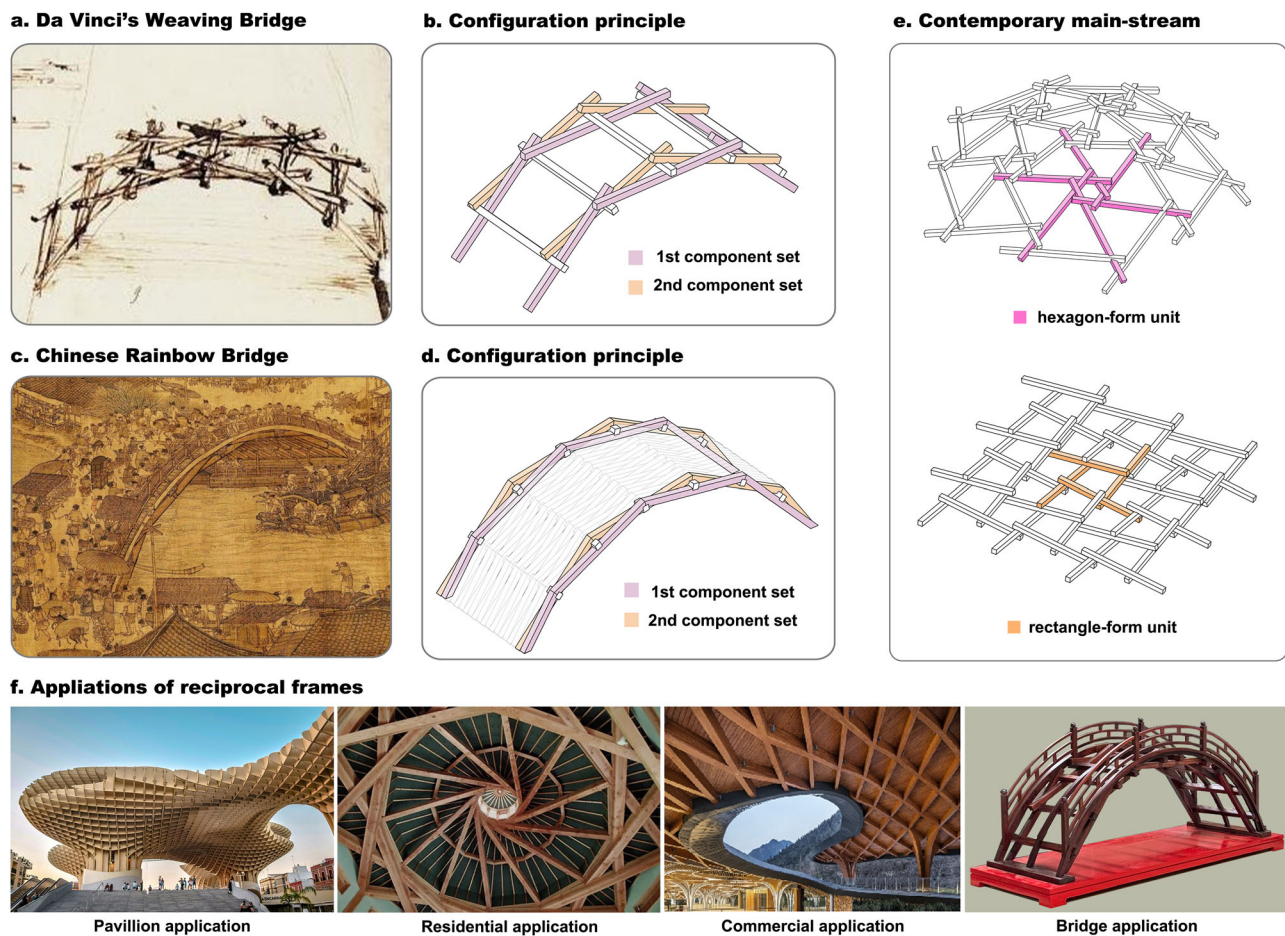 a. Da Vinci's Weaving Bridge
b. Configuration principle
1st component set
2nd component set
c. Chinese Rainbow Bridge
d. Configuration principle
1st component set
2nd component set
e. Contemporary main-stream
hexagon-form unit
rectangle-form unit
f. Appliations of reciprocal frames
Pavillion application
Residential application
Commercial application
Bridge application